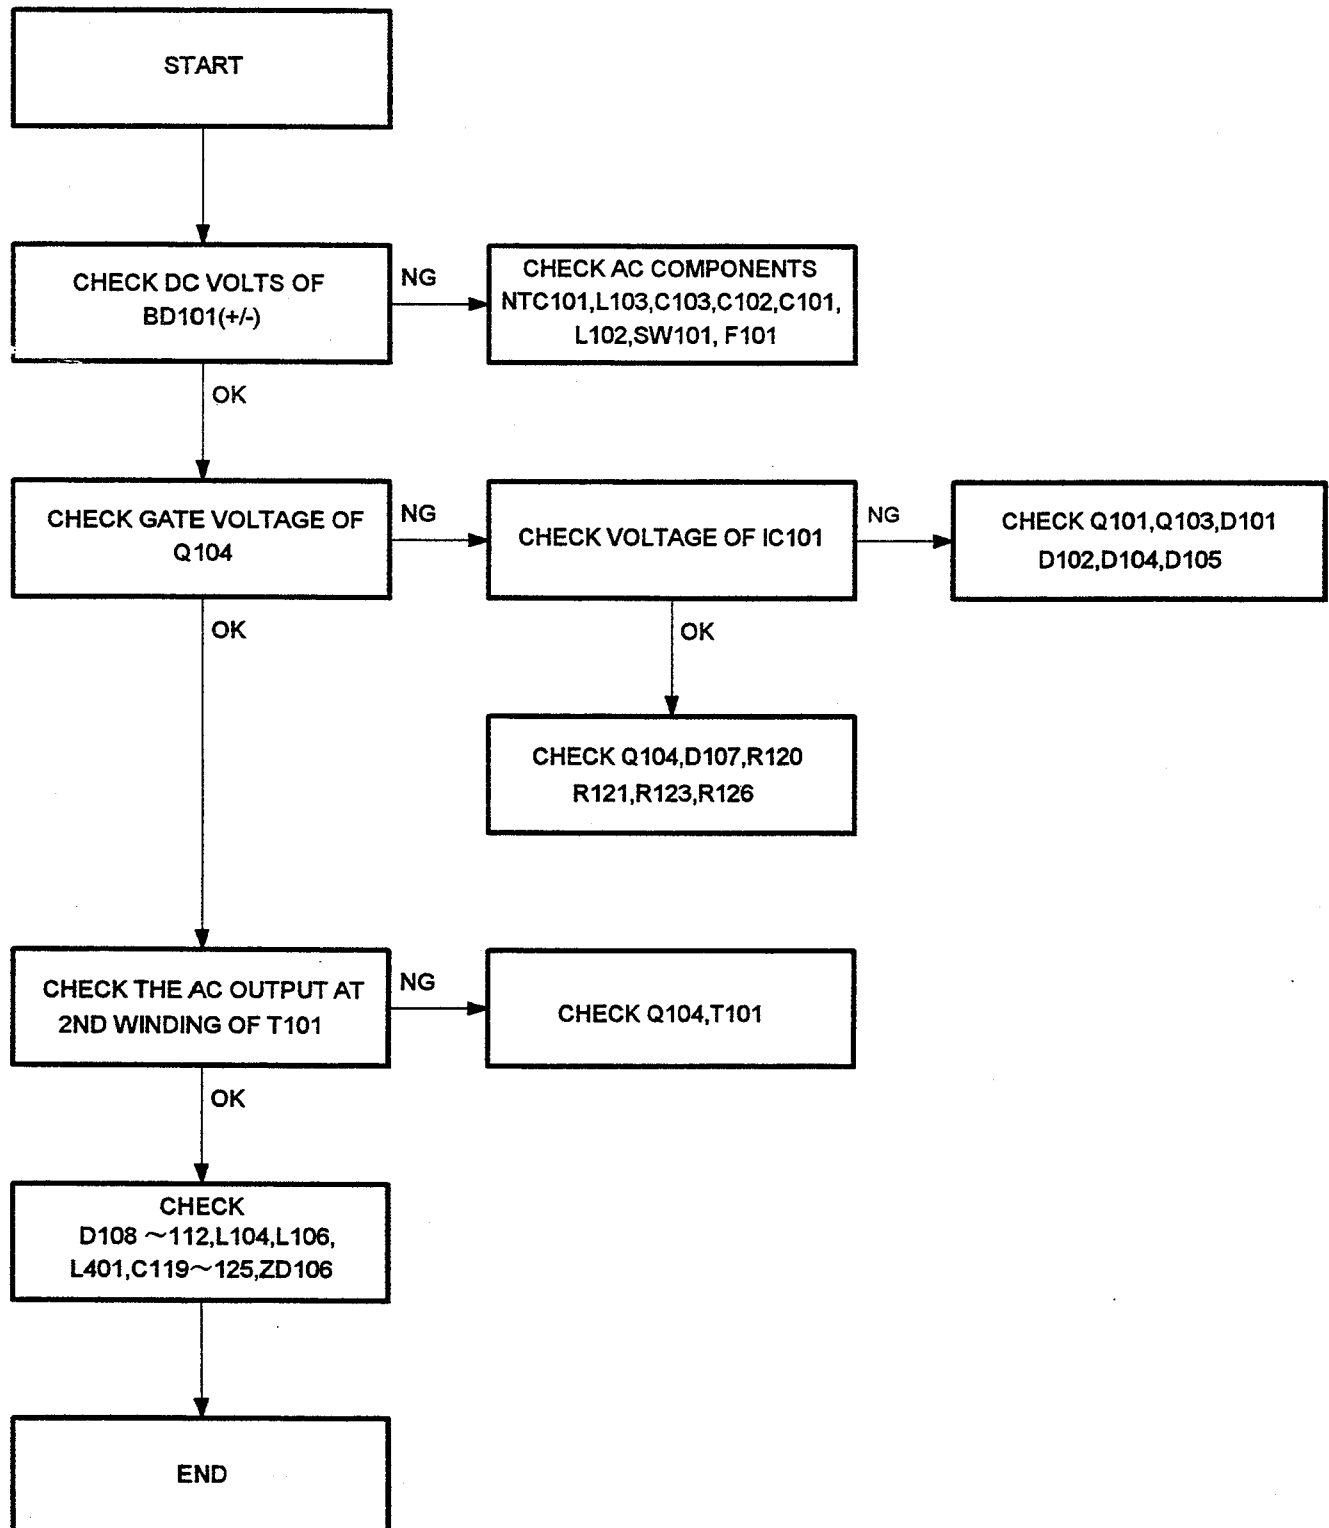 START
CHECK DC VOLTS OF
BD101(+/-)
NG
CHECK AC COMPONENTS
NTC101,L103,C103,C102,C101,
L102,SW101, F101
OK
CHECK GATE VOLTAGE OF
Q104
NG
CHECK VOLTAGE OF IC101
NG
CHECK Q101,Q103,D101
D102,D104,D105
OK
OK
CHECK Q104,D107,R120
R121,R123,R126
CHECK THE AC OUTPUT AT
2ND WINDING OF T101
NG
CHECK Q104,T101
OK
CHECK
D108 ~112,L104,L106,
L401,C119~125,ZD106
END